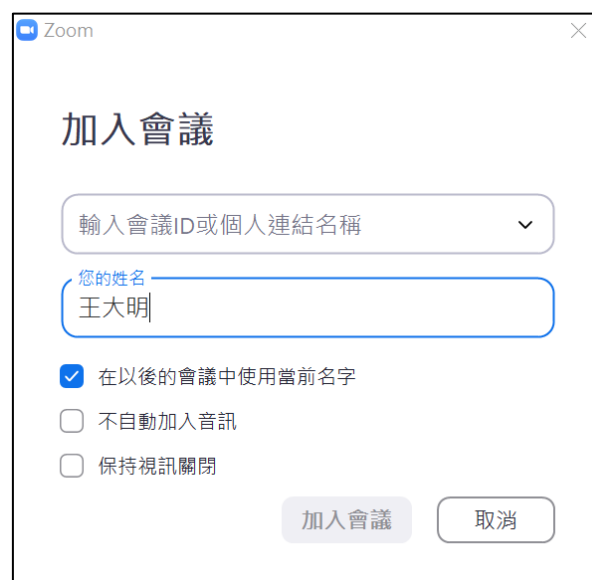 Zoom
加入會議
輸入會議ID或個人連結名稱
您的姓名
王大明
在以後的會議中使用當前名字
不自動加入音訊
保持視訊關閉
加入會議 取消